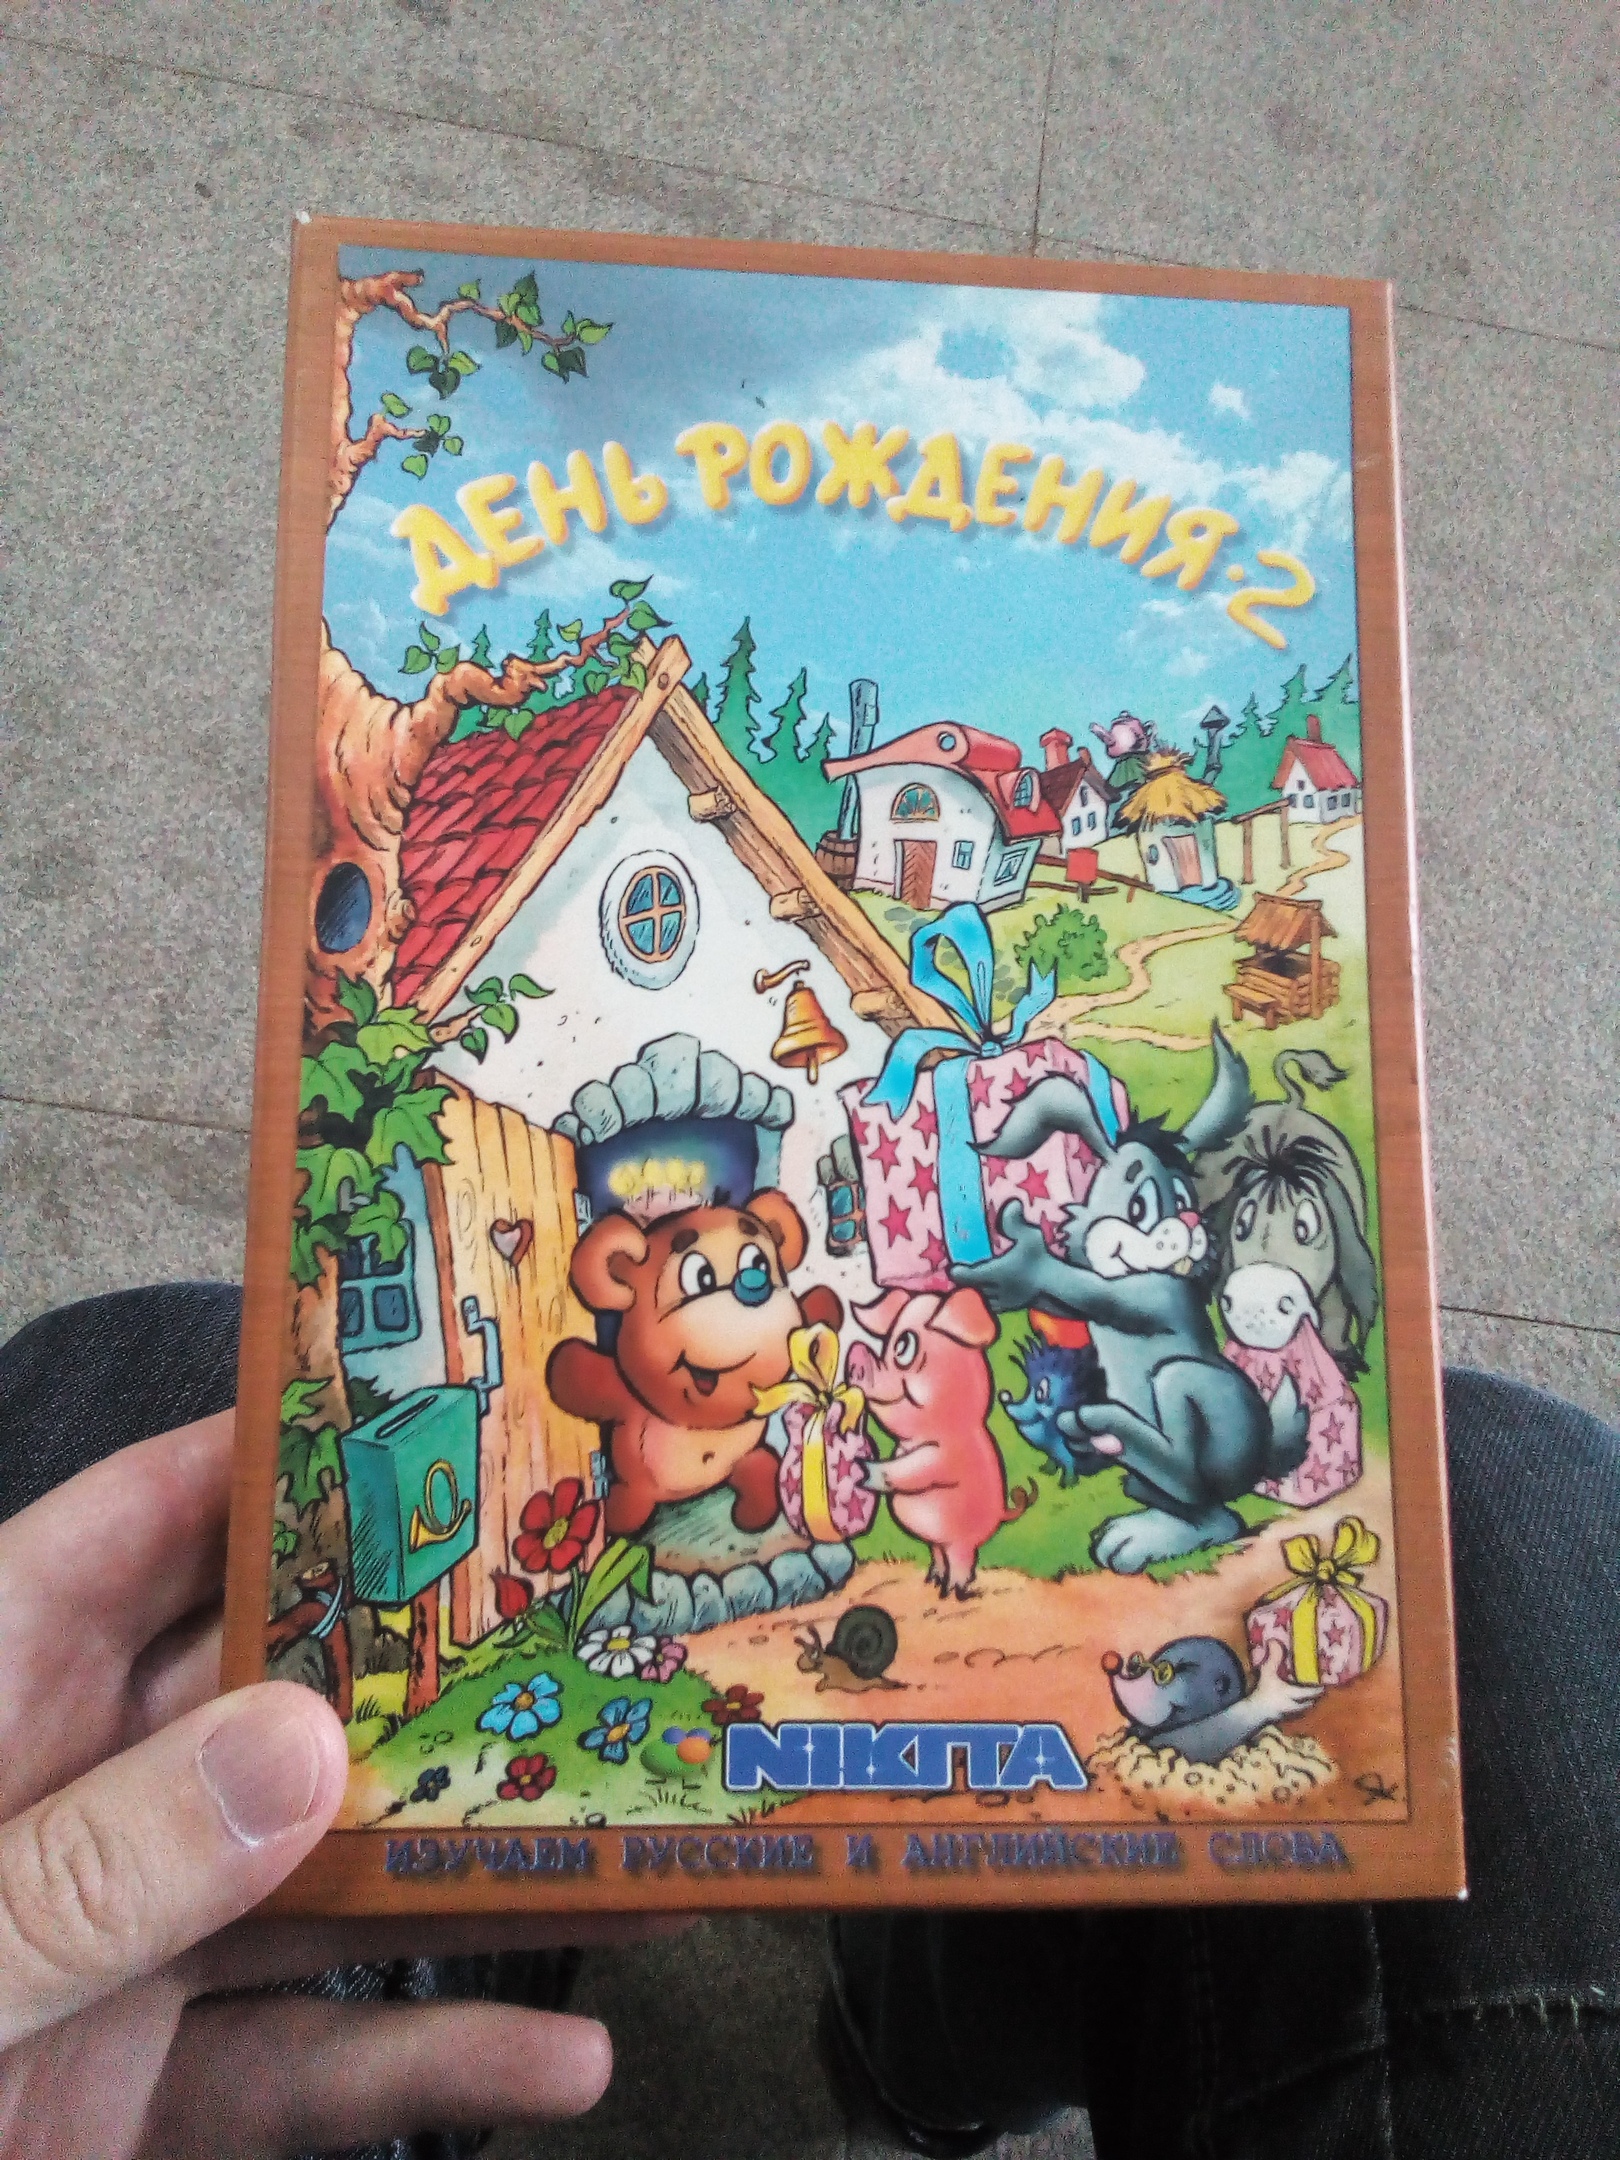 ДЕНЬ РОЖДЕНИЯ·2
NIKITA
ИЗУЧАЕМ РУССКИЕ И АНГЛИЙСКИЕ СЛОВА